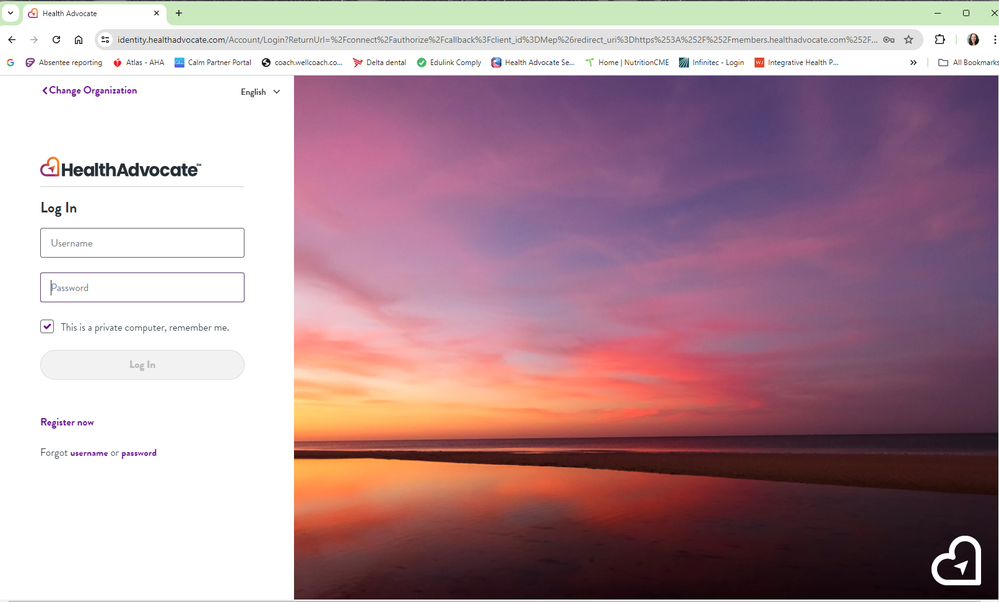 Health Advocate
identity.healthadvocate.com/Account/Login?ReturnUrl=%2Fconnect%2Fauthorize%2Fcallback%3Fclient_id%3DMep%26redirect_uri%3Dhttps%253A%252F%252Fmembers.healthadvocate.com%252F...
Absentee reporting
Atlas - AHA
Calm Partner Portal
coach.wellcoach.co...
Delta dental
Edulink Comply
Health Advocate Se...
Home | NutritionCME
Infinitec - Login
WJ Integrative Health P...
All Bookmarks
Change Organization
English
HealthAdvocate℠
Log In
Username
Password
This is a private computer, remember me.
Log In
Register now
Forgot username or password